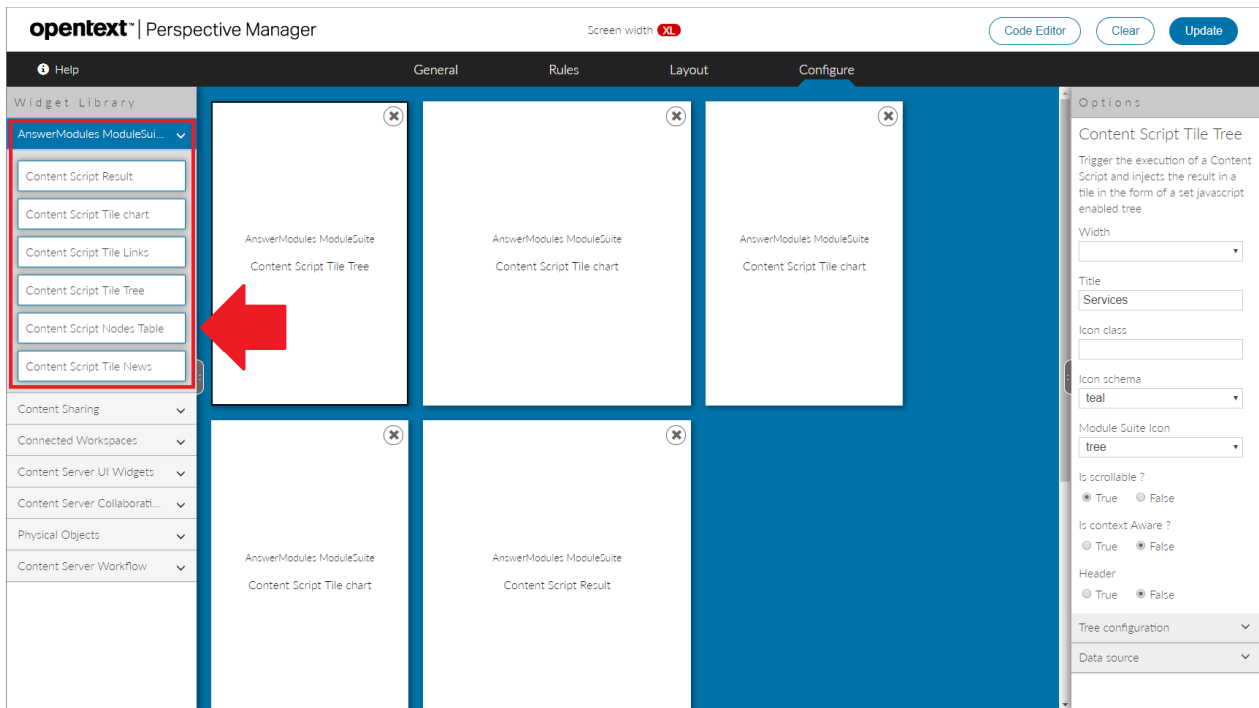 opentext™ | Perspective Manager
Screen width XL
Code Editor
Clear
Update
Help
General
Rules
Layout
Configure
Widget Library
AnswerModules ModuleSui...
Content Script Result
Content Script Tile chart
Content Script Tile Links
Content Script Tile Tree
Content Script Nodes Table
Content Script Tile News
Content Sharing
Connected Workspaces
Content Server UI Widgets
Content Server Collaborati...
Physical Objects
Content Server Workflow
AnswerModules ModuleSuite
Content Script Tile Tree
AnswerModules ModuleSuite
Content Script Tile chart
AnswerModules ModuleSuite
Content Script Tile chart
AnswerModules ModuleSuite
Content Script Tile chart
AnswerModules ModuleSuite
Content Script Result
Options
Content Script Tile Tree
Trigger the execution of a Content
Script and injects the result in a
tile in the form of a set javascript
enabled tree
Width
Title
Services
Icon class
Icon schema
teal
Module Suite Icon
tree
Is scrollable ?
True False
Is context Aware ?
True False
Header
True False
Tree configuration
Data source